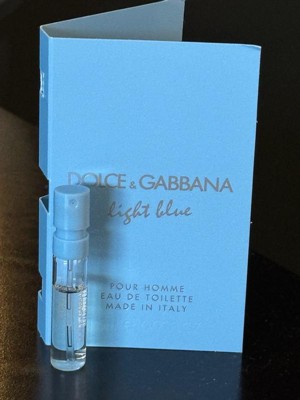 DOLCE & GABBANA
light blue
POUR HOMME
EAU DE TOILETTE
MADE IN ITALY